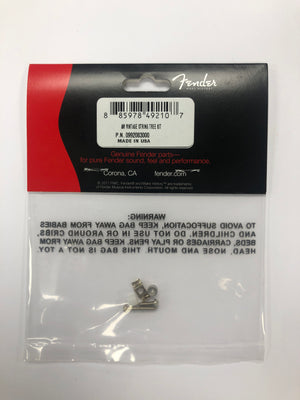 Fender
8 85978 49210 7
AM VINTAGE STRING TREE KIT
P.N. 0992083000
MADE IN USA
Genuine Fender parts—
for pure Fender sound, feel and performance.
Corona, CA
fender.com
WARNING:
TO AVOID SUFFOCATION, KEEP BAG AWAY FROM BABIES
AND CHILDREN. DO NOT USE IN OR AROUND CRIBS,
BEDS, CARRIAGES OR PLAY PENS. KEEP BAG AWAY FROM
HEAD, NOSE AND MOUTH. THIS BAG IS NOT A TOY.